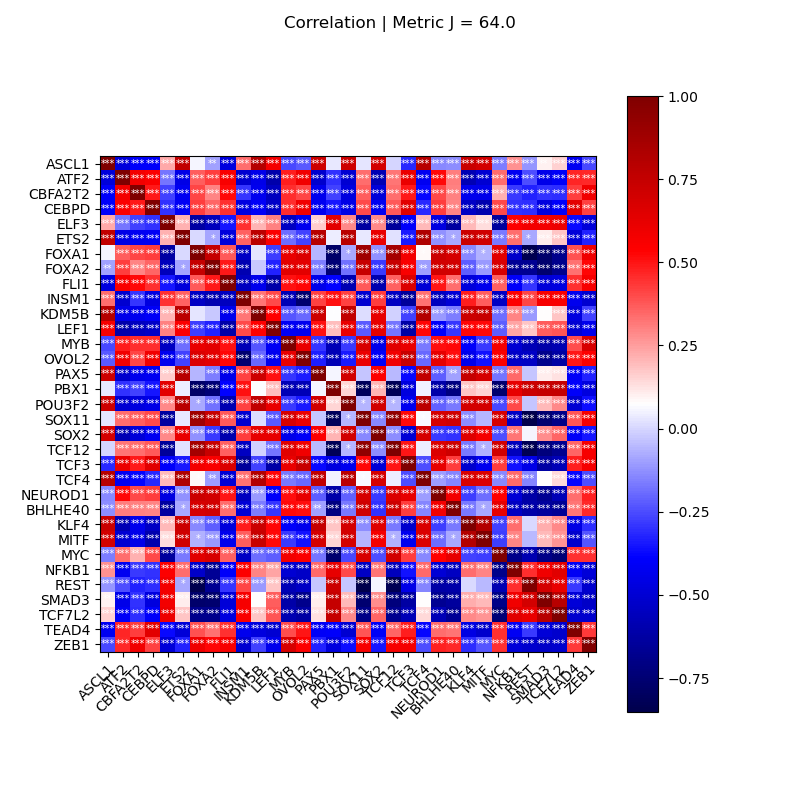 Correlation | Metric J = 64.0
ASCL1
ATF2
CBFA2T2
CEBPD
ELF3
ETS2
FOXA1
FOXA2
FLI1
INSM1
KDM5B
LEF1
MYB
OVOL2
PAX5
PBX1
POU3F2
SOX11
SOX2
TCF12
TCF3
TCF4
NEUROD1
BHLHE40
KLF4
MITF
MYC
NFKB1
REST
SMAD3
TCF7L2
TEAD4
ZEB1
ASCL1
ATF2
CBFA2T2
CEBPD
ELF3
ETS2
FOXA1
FOXA2
FLI1
INSM1
KDM5B
LEF1
MYB
OVOL2
PAX5
PBX1
POU3F2
SOX11
SOX2
TCF12
TCF3
TCF4
NEUROD1
BHLHE40
KLF4
MITF
MYC
NFKB1
REST
SMAD3
TCF7L2
TEAD4
ZEB1
1.00
0.75
0.50
0.25
0.00
−0.25
−0.50
−0.75